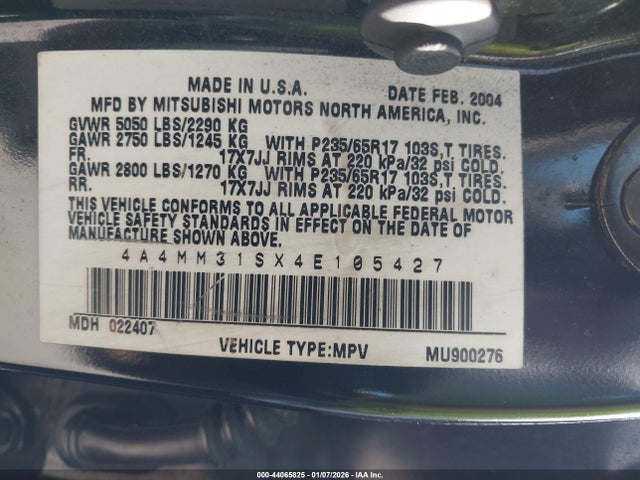 MADE IN U.S.A. DATE FEB. 2004
MFD BY MITSUBISHI MOTORS NORTH AMERICA, INC.
GVWR 5050 LBS/2290 KG
GAWR 2750 LBS/1245 KG WITH P235/65R17 103S,T TIRES.
FR. 17X7JJ RIMS AT 220 kPa/32 psi COLD.
GAWR 2800 LBS/1270 KG WITH P235/65R17 103S,T TIRES.
RR. 17X7JJ RIMS AT 220 kPa/32 psi COLD.
THIS VEHICLE CONFORMS TO ALL APPLICABLE FEDERAL MOTOR
VEHICLE SAFETY STANDARDS IN EFFECT ON THE DATE OF
MANUFACTURE SHOWN ABOVE.
4A4MM31SX4E105427
MDH 022407
VEHICLE TYPE:MPV MU900276
000-44065825 | 01/07/2026 | IAA Inc.